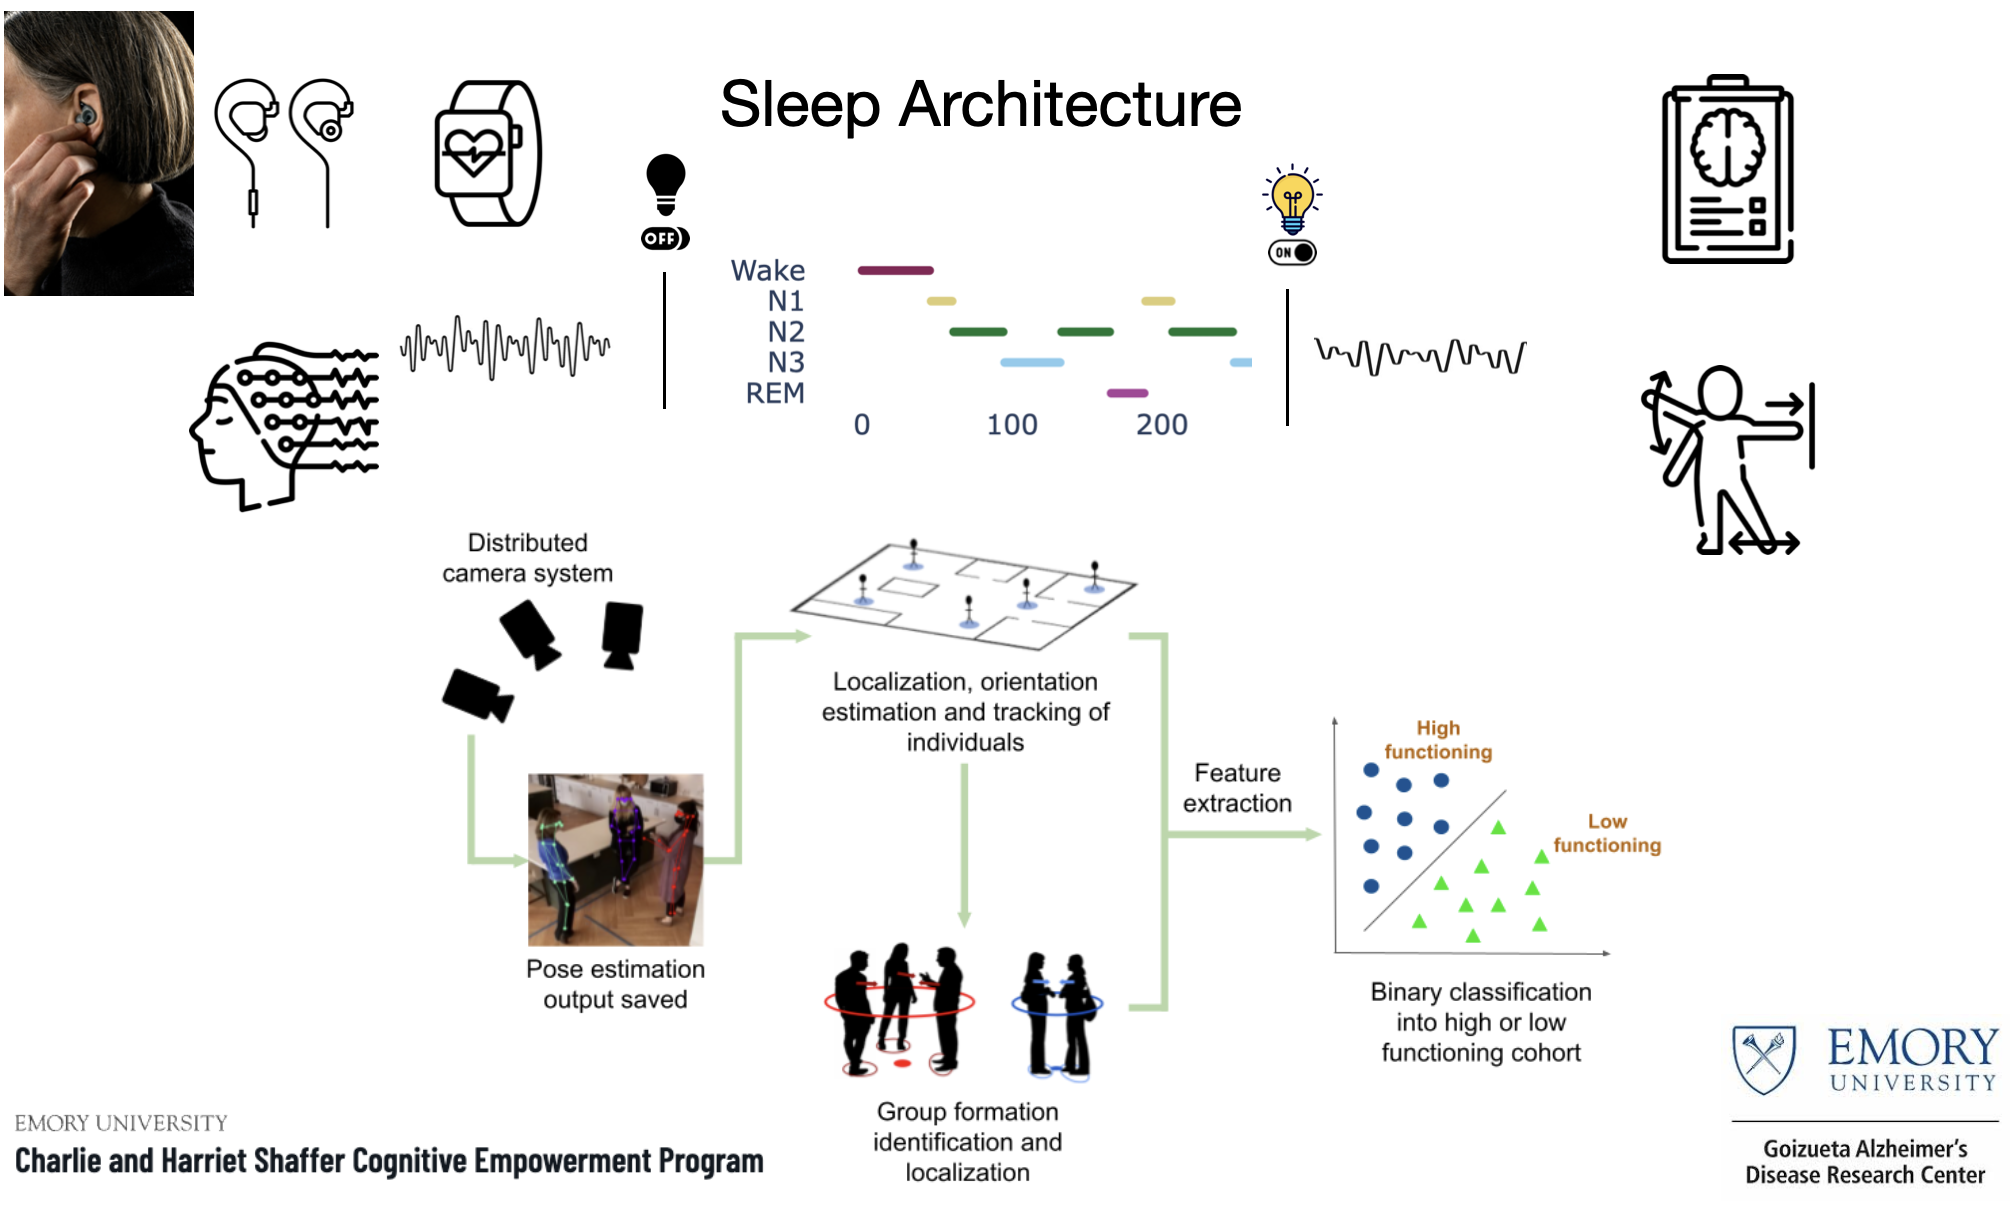 Sleep Architecture
OFF
ON
Wake
N1
N2
N3
REM
0 100 200
Distributed
camera system
Localization, orientation
estimation and tracking of
individuals
Pose estimation
output saved
Group formation
identification and
localization
Feature
extraction
High
functioning
Low
functioning
Binary classification
into high or low
functioning cohort
EMORY UNIVERSITY
Charlie and Harriet Shaffer Cognitive Empowerment Program
EMORY
UNIVERSITY
Goizueta Alzheimer's
Disease Research Center